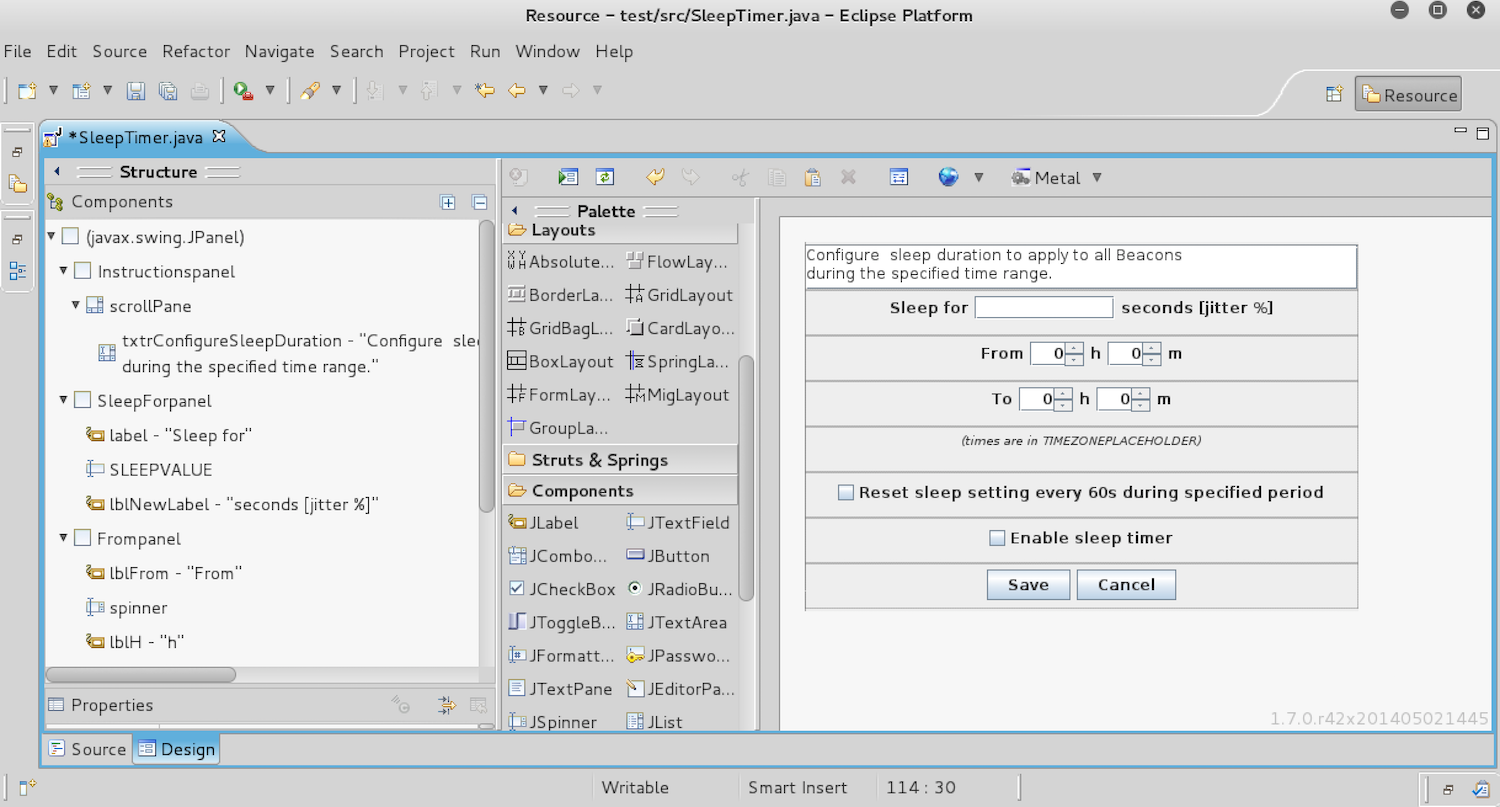 Resource – test/src/SleepTimer.java – Eclipse Platform
File Edit Source Refactor Navigate Search Project Run Window Help
Resource
*SleepTimer.java
Structure
Components
(javax.swing.JPanel)
Instructionspanel
scrollPane
txtrConfigureSleepDuration - "Configure  sle
during the specified time range."
SleepForpanel
label - "Sleep for"
SLEEPVALUE
lblNewLabel - "seconds [jitter %]"
Frompanel
lblFrom - "From"
spinner
lblH - "h"
Properties
Source Design
Metal
Palette
Layouts
Absolute... FlowLay...
BorderLa... GridLayout
GridBagL... CardLayo...
BoxLayout SpringLa...
FormLay... MigLayout
GroupLa...
Struts & Springs
Components
JLabel JTextField
JCombo... JButton
JCheckBox JRadioBu...
JToggleB... JTextArea
JFormatt... JPasswo...
JTextPane JEditorPa...
JSpinner JList
Configure  sleep duration to apply to all Beacons
during the specified time range.
Sleep for seconds [jitter %]
From 0 h 0 m
To 0 h 0 m
(times are in TIMEZONEPLACEHOLDER)
Reset sleep setting every 60s during specified period
Enable sleep timer
Save Cancel
1.7.0.r42x201405021445
Writable Smart Insert 114 : 30